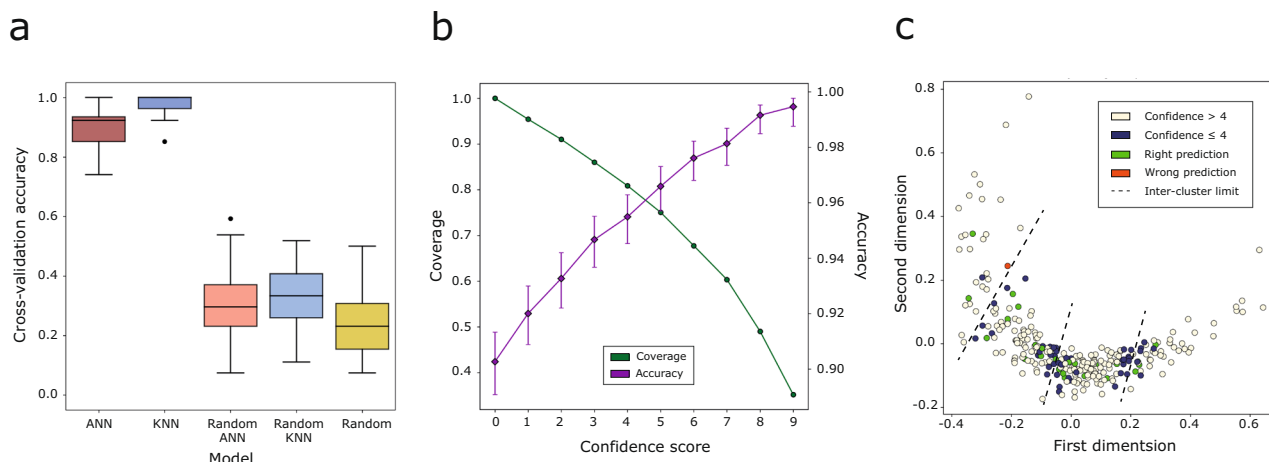 a
b
c
Cross-validation accuracy
1.0
0.8
0.6
0.4
0.2
0.0
ANN
KNN
Random
ANN
Random
KNN
Random
Model
Coverage
1.0
0.9
0.8
0.7
0.6
0.5
0.4
Coverage
Accuracy
1.00
0.98
0.96
0.94
0.92
0.90
Accuracy
0 1 2 3 4 5 6 7 8 9
Confidence score
Second dimension
0.8
0.6
0.4
0.2
0.0
-0.2
Confidence > 4
Confidence ≤ 4
Right prediction
Wrong prediction
Inter-cluster limit
-0.4 -0.2 0.0 0.2 0.4 0.6
First dimentsion